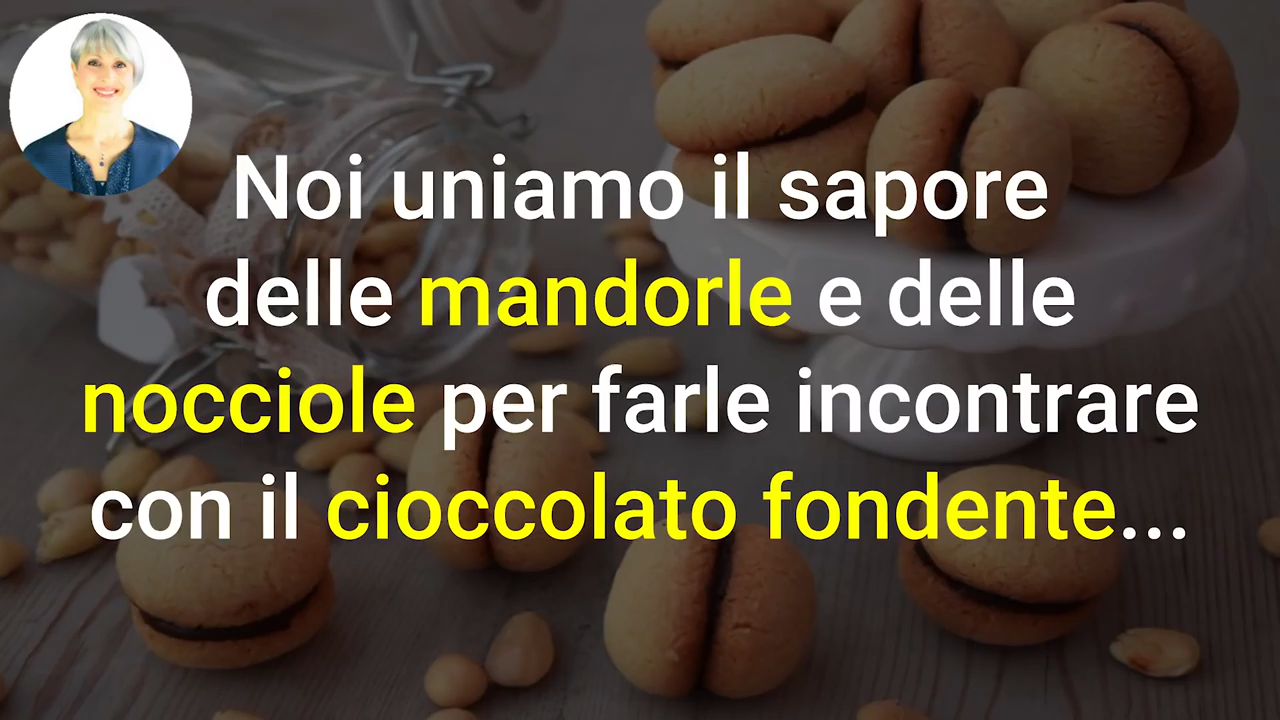 Noi uniamo il sapore
delle mandorle e delle
nocciole per farle incontrare
con il cioccolato fondente...